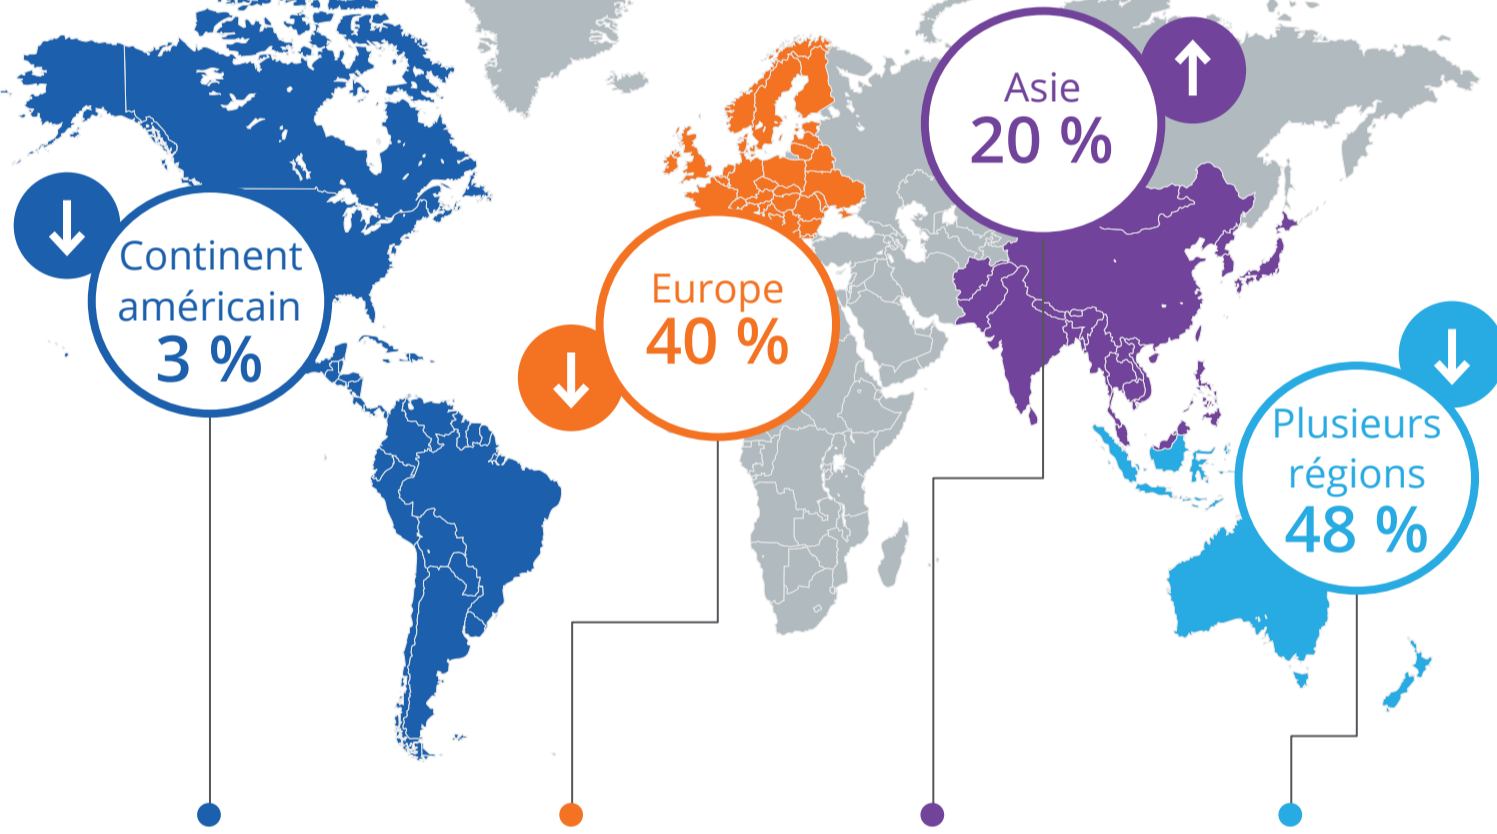 Continent
américain
3 %
Europe
40 %
Asie
20 %
Plusieurs
régions
48 %